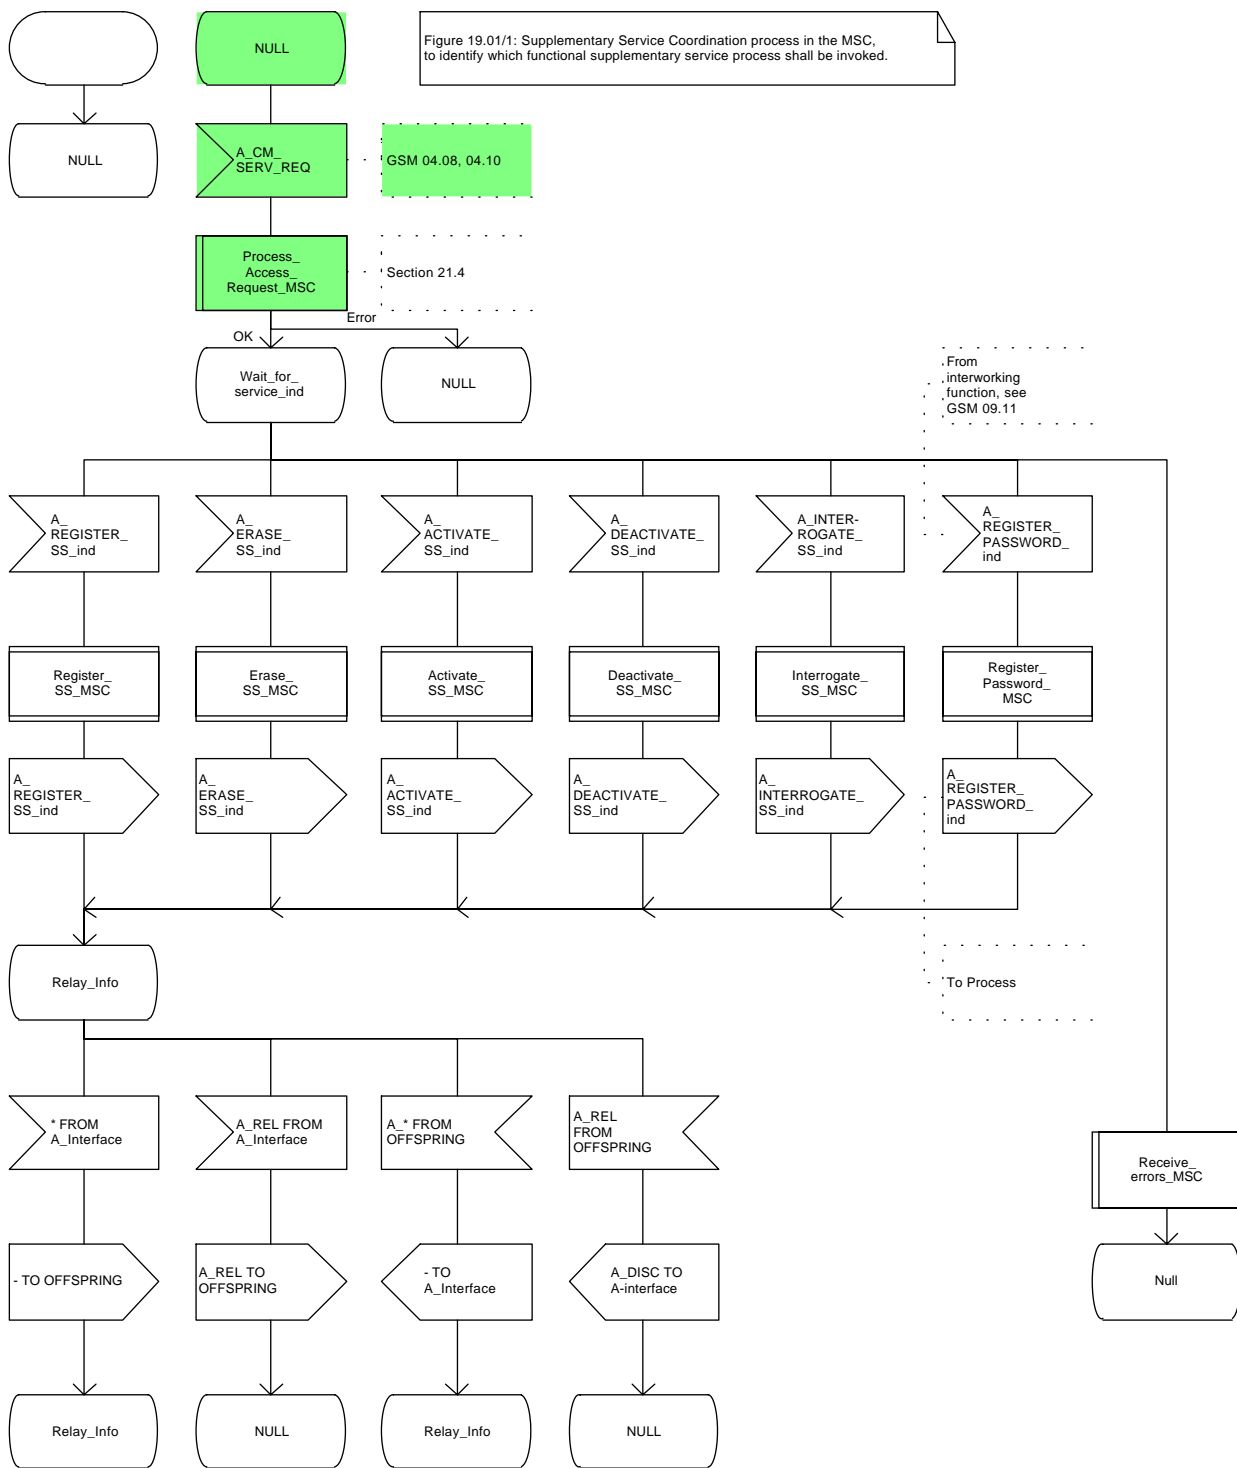 NULL
Figure 19.01/1: Supplementary Service Coordination process in the MSC,
to identify which functional supplementary service process shall be invoked.
NULL
A_CM_
SERV_REQ
GSM 04.08, 04.10
Process_
Access_
Request_MSC
Section 21.4
Error
OK
Wait_for_
service_ind
NULL
From
interworking
function, see
GSM 09.11
A_
REGISTER_
SS_ind
A_
ERASE_
SS_ind
A_
ACTIVATE_
SS_ind
A_
DEACTIVATE_
SS_ind
A_INTER-
ROGATE_
SS_ind
A_
REGISTER_
PASSWORD_
ind
Register_
SS_MSC
Erase_
SS_MSC
Activate_
SS_MSC
Deactivate_
SS_MSC
Interrogate_
SS_MSC
Register_
Password_
MSC
A_
REGISTER_
SS_ind
A_
ERASE_
SS_ind
A_
ACTIVATE_
SS_ind
A_
DEACTIVATE_
SS_ind
A_
INTERROGATE_
SS_ind
A_
REGISTER_
PASSWORD_
ind
Relay_Info
To Process
* FROM
A_Interface
A_REL FROM
A_Interface
A_* FROM
OFFSPRING
A_REL
FROM
OFFSPRING
Receive_
errors_MSC
- TO OFFSPRING
A_REL TO
OFFSPRING
- TO
A_Interface
A_DISC TO
A-interface
Null
Relay_Info
NULL
Relay_Info
NULL